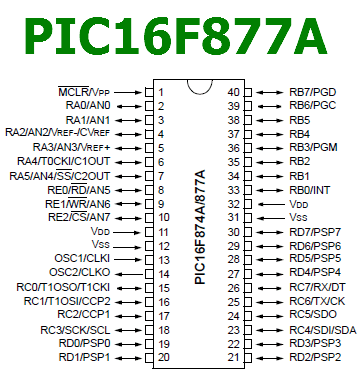 PIC16F877A
MCLR/VPP 1 40 RB7/PGD
RA0/AN0 2 39 RB6/PGC
RA1/AN1 3 38 RB5
RA2/AN2/VREF-/CVREF 4 37 RB4
RA3/AN3/VREF+ 5 36 RB3/PGM
RA4/T0CKI/C1OUT 6 35 RB2
RA5/AN4/SS/C2OUT 7 34 RB1
RE0/RD/AN5 8 33 RB0/INT
RE1/WR/AN6 9 32 VDD
RE2/CS/AN7 10 31 VSS
VDD 11 30 RD7/PSP7
VSS 12 29 RD6/PSP6
OSC1/CLKI 13 28 RD5/PSP5
OSC2/CLKO 14 27 RD4/PSP4
RC0/T1OSO/T1CKI 15 26 RC7/RX/DT
RC1/T1OSI/CCP2 16 25 RC6/TX/CK
RC2/CCP1 17 24 RC5/SDO
RC3/SCK/SCL 18 23 RC4/SDI/SDA
RD0/PSP0 19 22 RD3/PSP3
RD1/PSP1 20 21 RD2/PSP2
PIC16F874A/877A